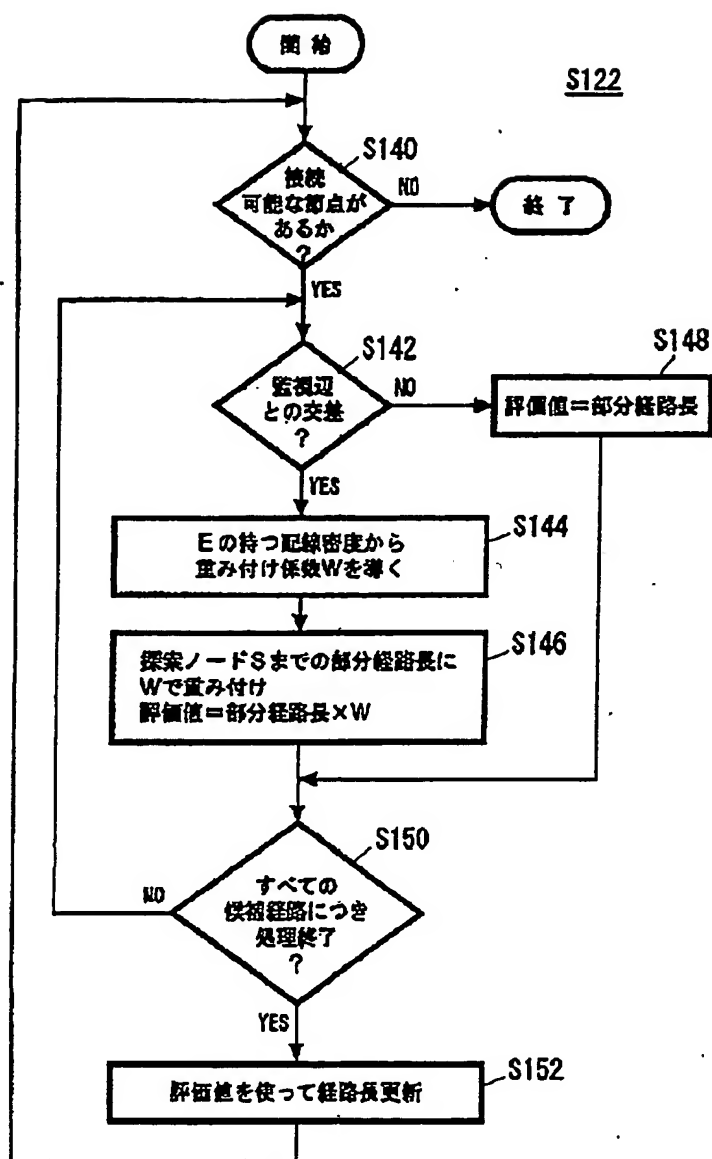 開始
S122
S140
接続
可能な節点が
あるか
?
NO
終了
YES
S142
監視辺
との交差
?
NO
S148
評価値=部分経路長
YES
S144
Eの持つ配線密度から
重み付け係数Wを導く
S146
探索ノードSまでの部分経路長に
Wで重み付け
評価値=部分経路長×W
S150
すべての
候補経路につき
処理終了
?
NO
YES
S152
評価値を使って経路長更新